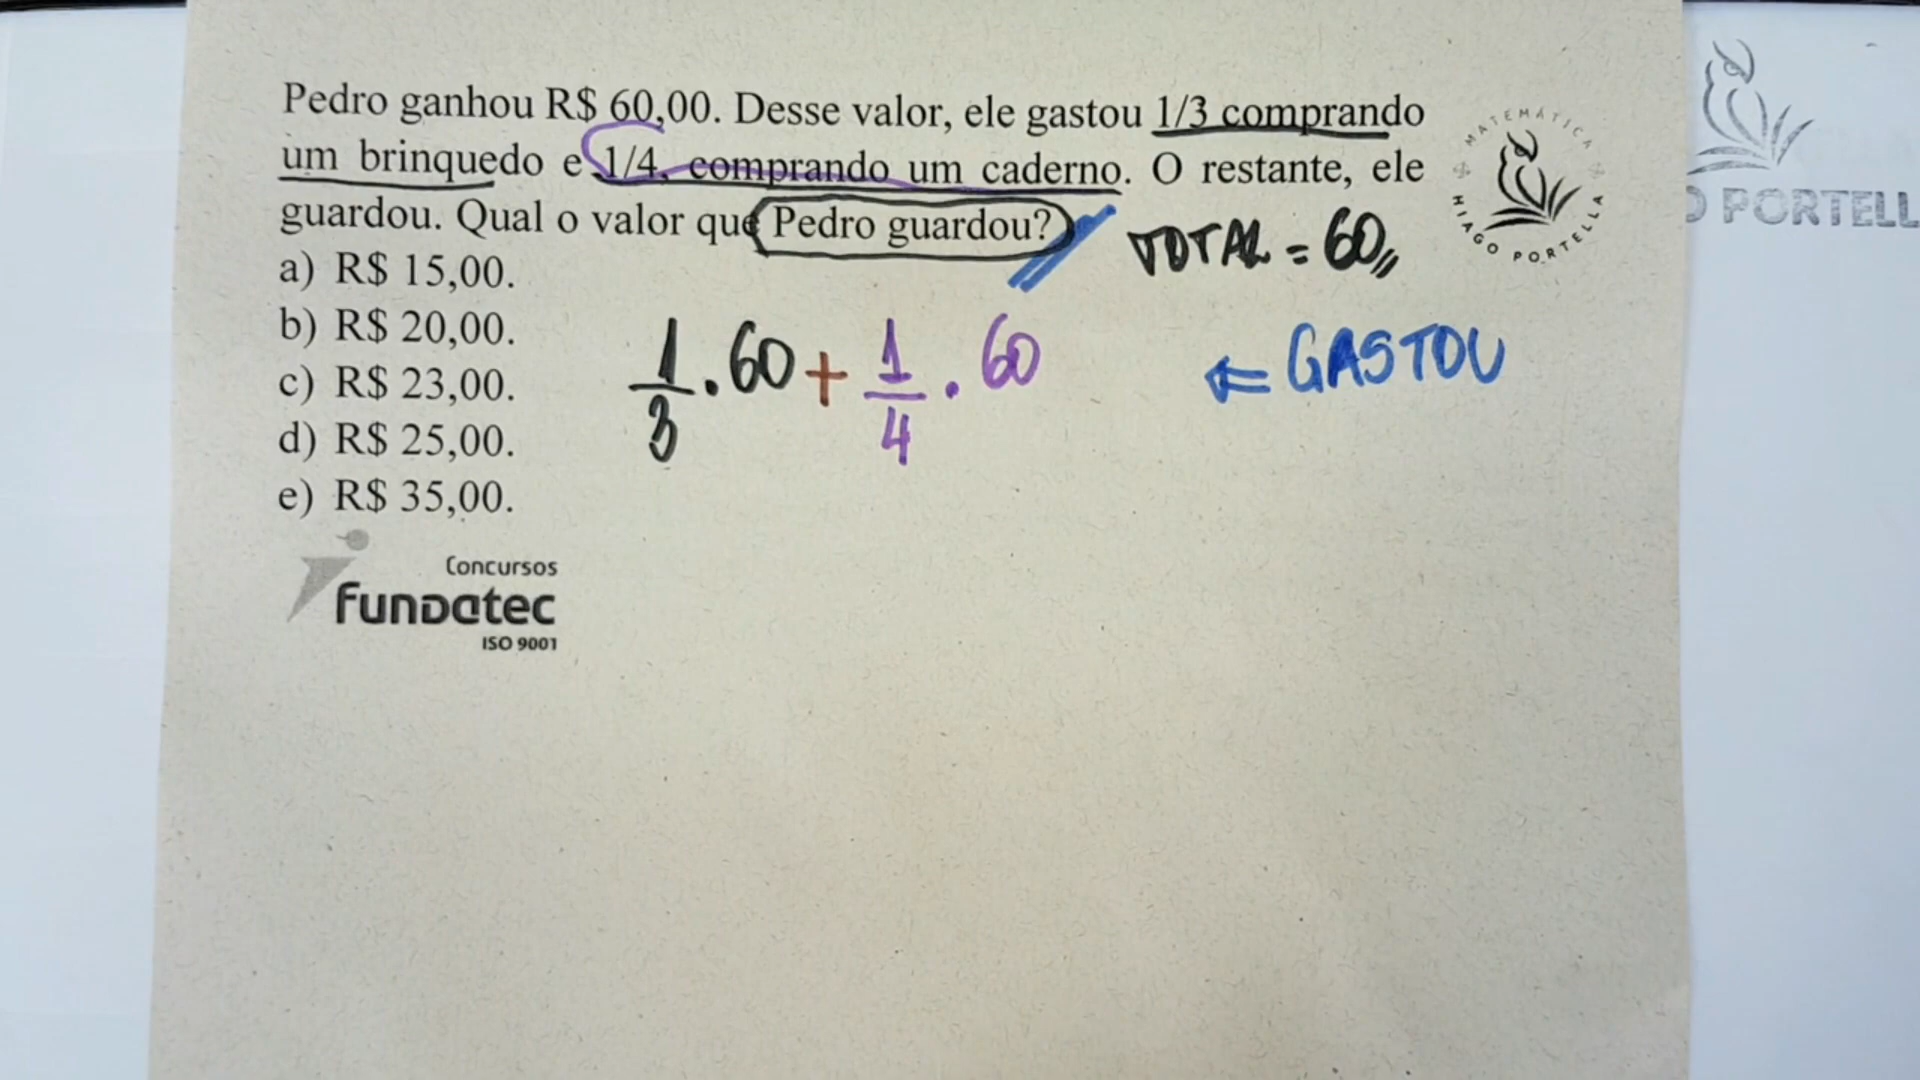 Pedro ganhou R$ 60,00. Desse valor, ele gastou 1/3 comprando
um brinquedo e 1/4, comprando um caderno. O restante, ele
guardou. Qual o valor que Pedro guardou?
TOTAL = 60
a) R$ 15,00.
b) R$ 20,00.
c) R$ 23,00.
d) R$ 25,00.
e) R$ 35,00.
1/3 . 60 + 1/4 . 60
⇐ GASTOU
Concursos
Fundatec
ISO 9001
MATEMÁTICA
HIAGO PORTELLA
O PORTELL